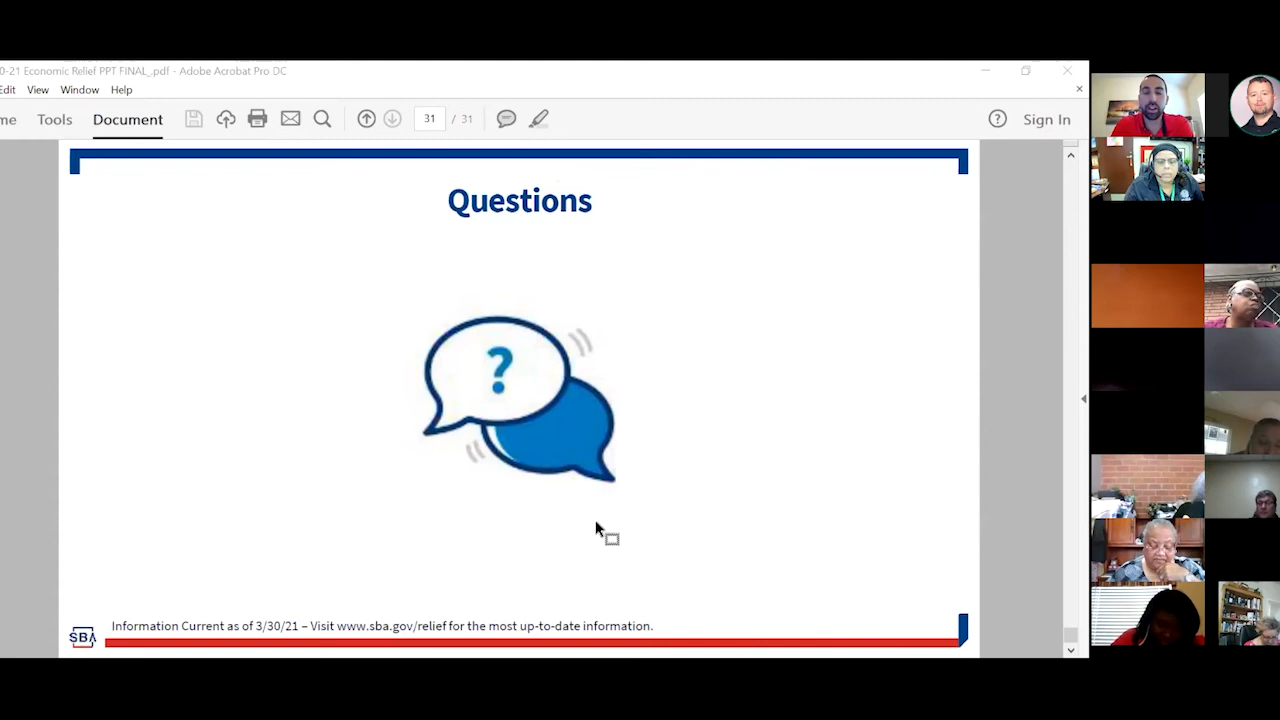 0-21 Economic Relief PPT FINAL_.pdf - Adobe Acrobat Pro DC
Edit View Window Help
me Tools Document 31 / 31 Sign In
Questions
?
SBA
Information Current as of 3/30/21 – Visit www.sba.gov/relief for the most up-to-date information.